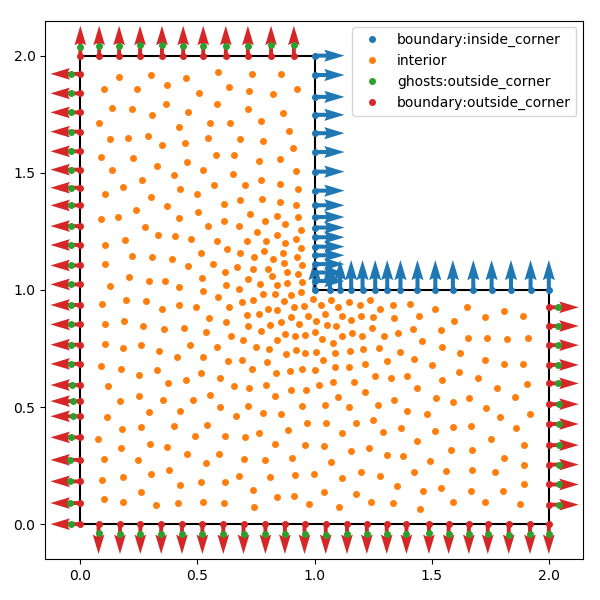 boundary:inside_corner
interior
ghosts:outside_corner
boundary:outside_corner
2.0
1.5
1.0
0.5
0.0
0.0 0.5 1.0 1.5 2.0